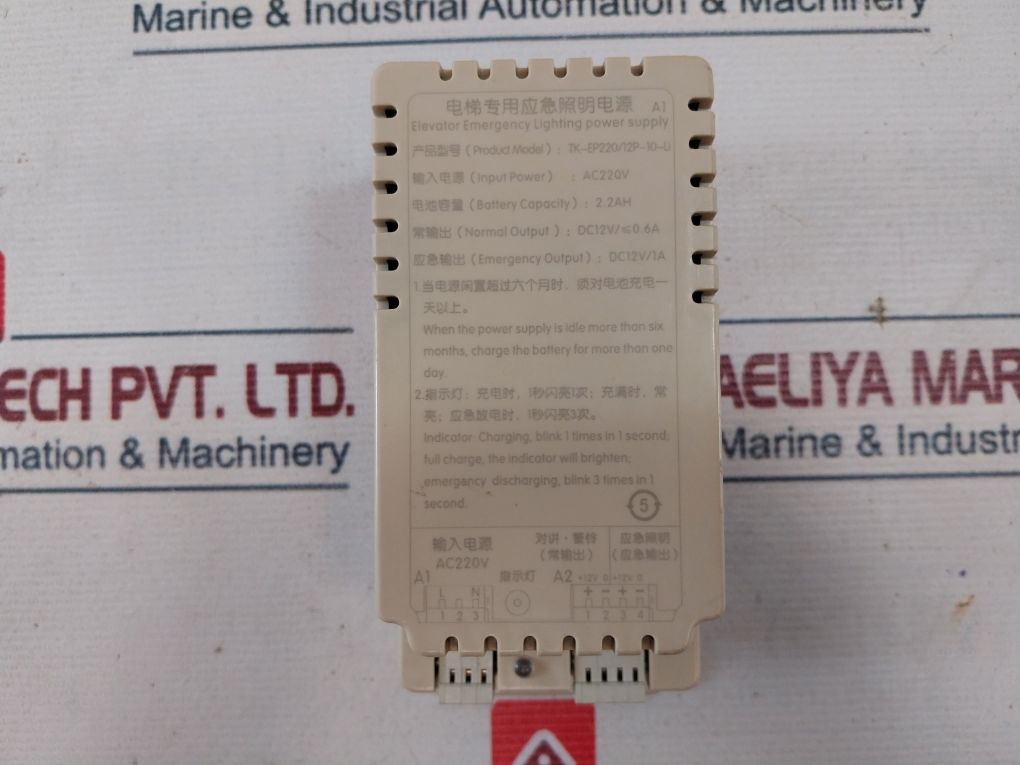 Marine & Industrial Automation & Machinery
电梯专用应急照明电源 A1
Elevator Emergency Lighting power supply
产品型号 (Product Model) : TK-EP220/12P-10-Li
输入电源 (Input Power) : AC220V
电池容量 (Battery Capacity) : 2.2AH
常输出 (Normal Output) : DC12V/≤0.6A
应急输出 (Emergency Output) : DC12V/1A
1.当电源闲置超过六个月时，须对电池充电一
天以上。
When the power supply is idle more than six
months, charge the battery for more than one
day.
2.指示灯：充电时，1秒闪亮1次；充满时，常
亮；应急放电时，1秒闪亮3次。
Indicator: Charging, blink 1 times in 1 second;
full charge, the indicator will brighten;
emergency discharging, blink 3 times in 1
second.
5
输入电源 对讲·警铃 应急照明
AC220V (常输出) (应急输出)
A1 指示灯 A2 +12V 0 +12V 0
L N + - + -
1 2 3 1 2 3 4
ECH PVT. LTD.
mation & Machinery
AELIYA MAR
Marine & Industr